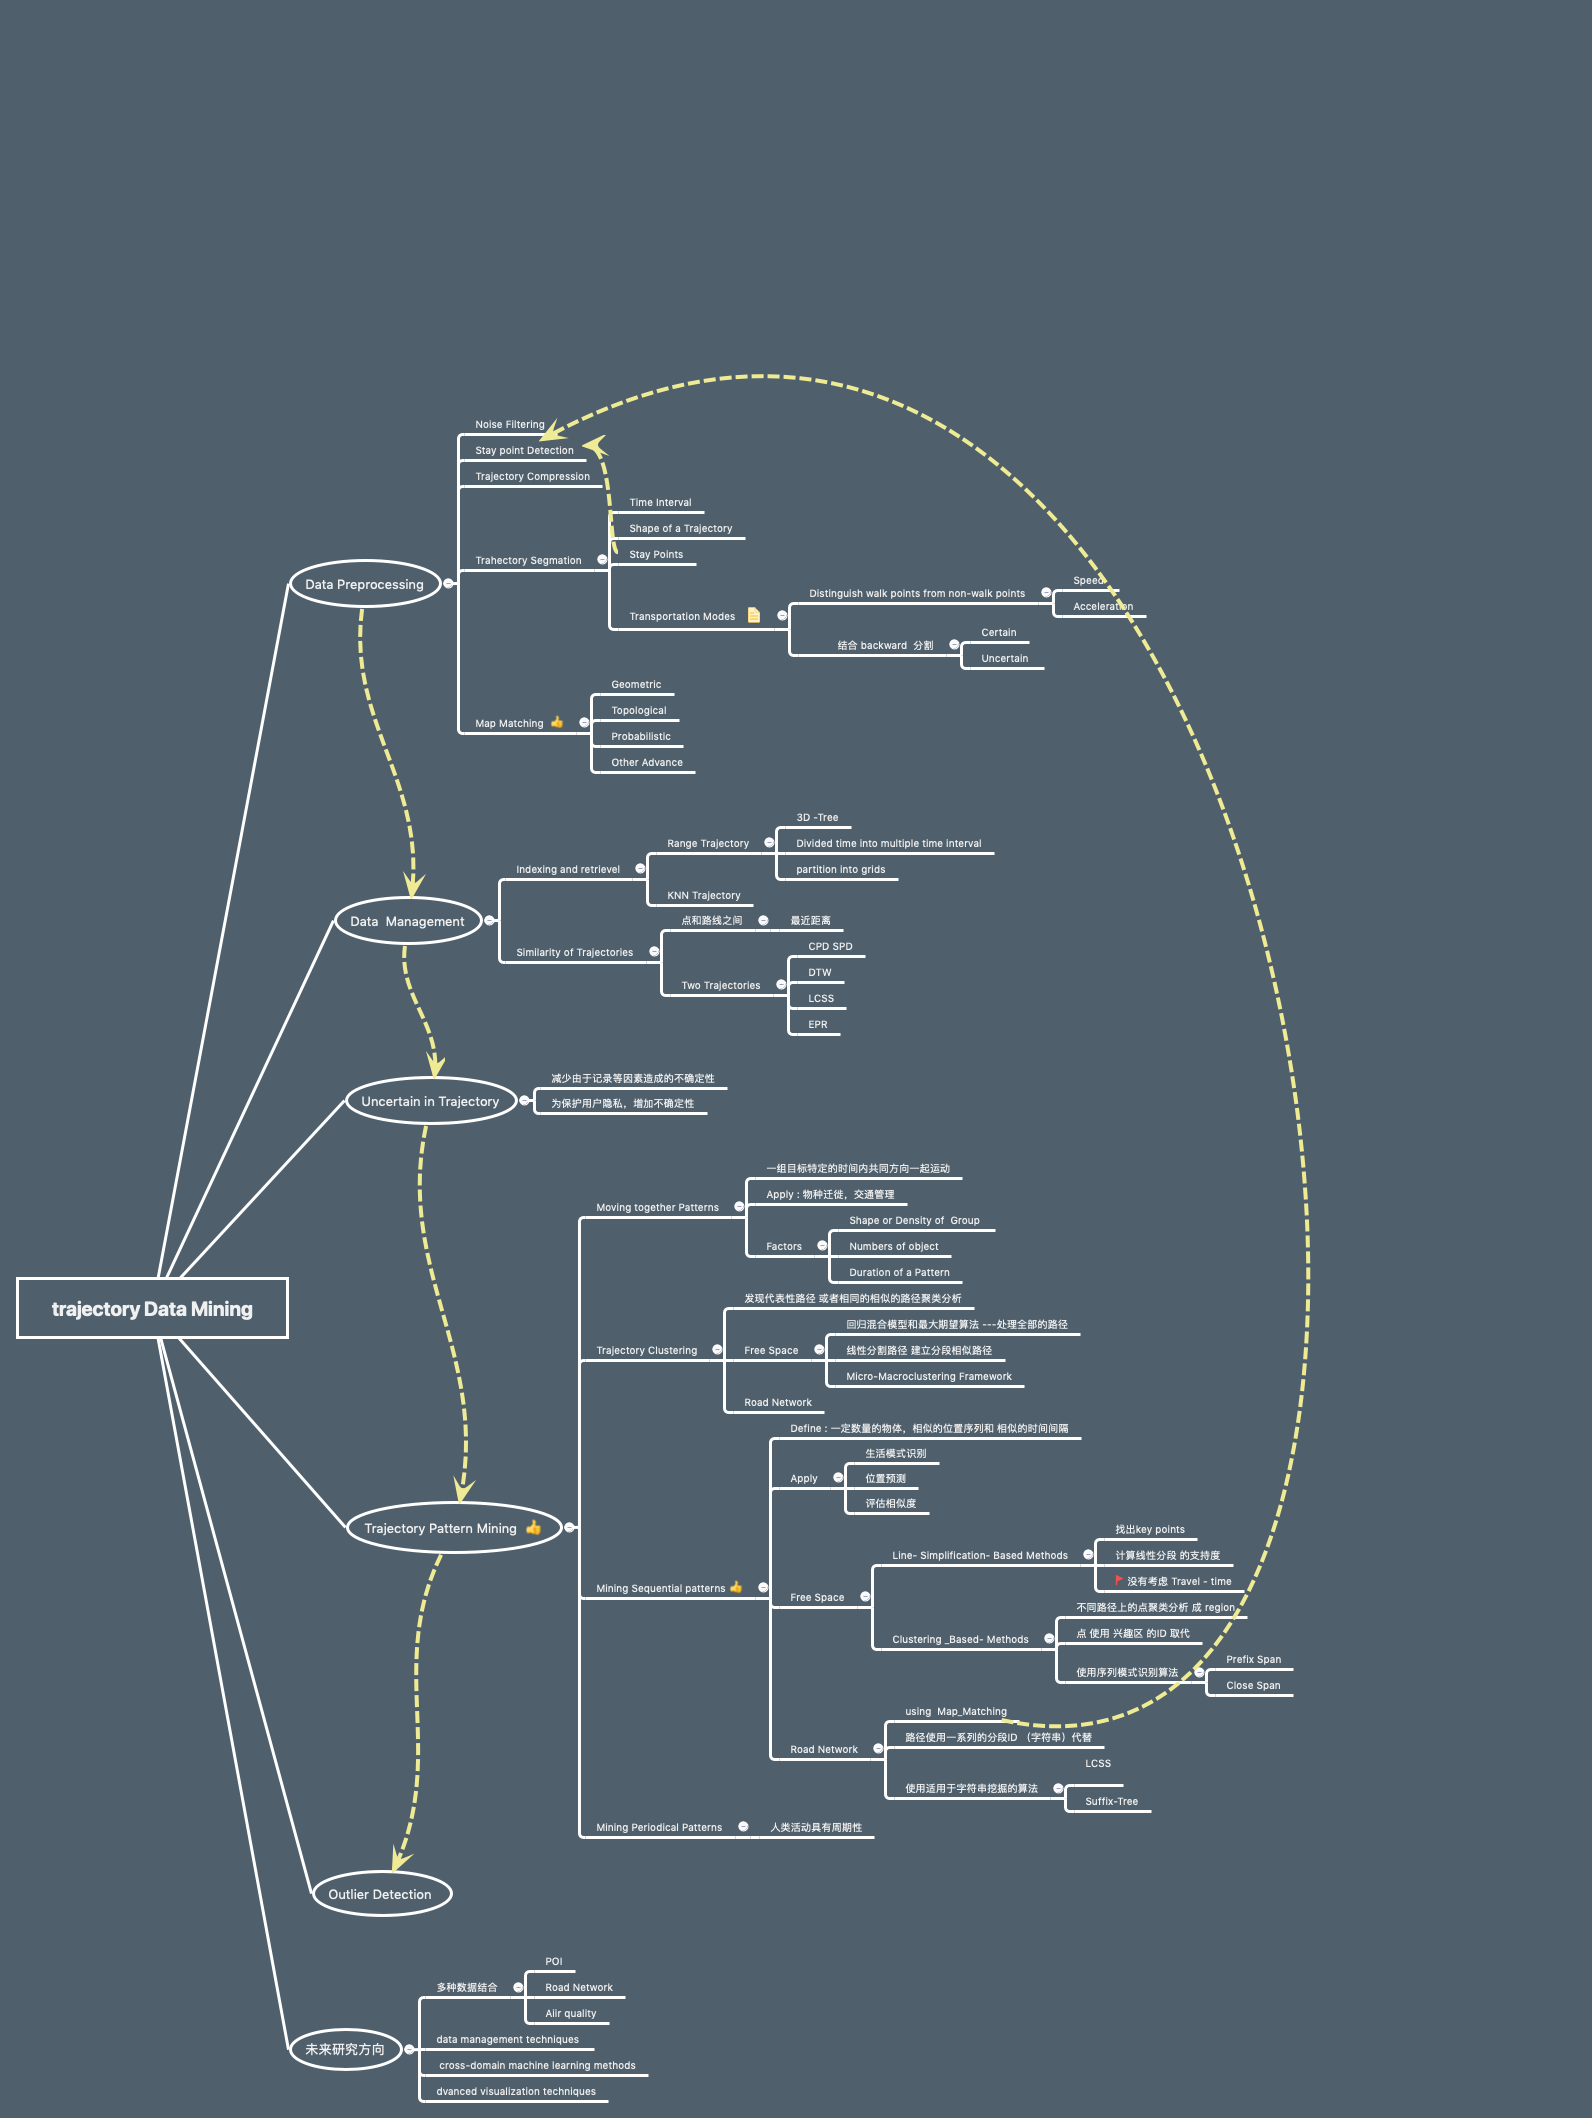 Noise Filtering
Stay point Detection
Trajectory Compression
Time Interval
Shape of a Trajectory
Trahectory Segmation
Stay Points
Speed
Distinguish walk points from non-walk points
Acceleration
Transportation Modes
Certain
结合 backward 分割
Uncertain
Data Preprocessing
Geometric
Topological
Map Matching
Probabilistic
Other Advance
3D -Tree
Range Trajectory
Divided time into multiple time interval
Indexing and retrievel
partition into grids
KNN Trajectory
Data Management
点和路线之间
最近距离
Similarity of Trajectories
CPD SPD
DTW
Two Trajectories
LCSS
EPR
减少由于记录等因素造成的不确定性
Uncertain in Trajectory
为保护用户隐私，增加不确定性
一组目标特定的时间内共同方向一起运动
Apply : 物种迁徙，交通管理
Moving together Patterns
Shape or Density of Group
Factors
Numbers of object
Duration of a Pattern
trajectory Data Mining
发现代表性路径 或者相同的相似的路径聚类分析
回归混合模型和最大期望算法 ---处理全部的路径
Trajectory Clustering
Free Space
线性分割路径 建立分段相似路径
Micro-Macroclustering Framework
Road Network
Define : 一定数量的物体，相似的位置序列和 相似的时间间隔
生活模式识别
Apply
位置预测
评估相似度
Trajectory Pattern Mining
找出key points
Line- Simplification- Based Methods
计算线性分段 的支持度
没有考虑 Travel - time
Mining Sequential patterns
Free Space
不同路径上的点聚类分析 成 region
Clustering _Based- Methods
点 使用 兴趣区 的ID 取代
使用序列模式识别算法
Prefix Span
Close Span
using Map_Matching
路径使用一系列的分段ID （字符串）代替
Road Network
LCSS
使用适用于字符串挖掘的算法
Suffix-Tree
Mining Periodical Patterns
人类活动具有周期性
Outlier Detection
POI
多种数据结合
Road Network
Aiir quality
未来研究方向
data management techniques
cross-domain machine learning methods
dvanced visualization techniques